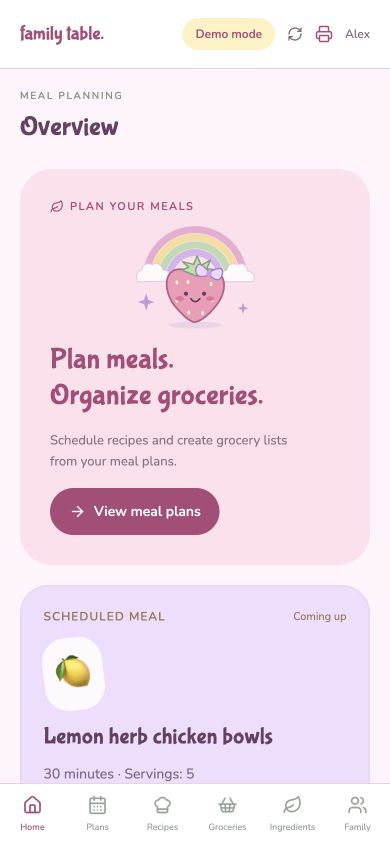 family table.
Demo mode
Alex
MEAL PLANNING
Overview
PLAN YOUR MEALS
Plan meals.
Organize groceries.
Schedule recipes and create grocery lists
from your meal plans.
View meal plans
SCHEDULED MEAL
Coming up
Lemon herb chicken bowls
30 minutes · Servings: 5
Home
Plans
Recipes
Groceries
Ingredients
Family